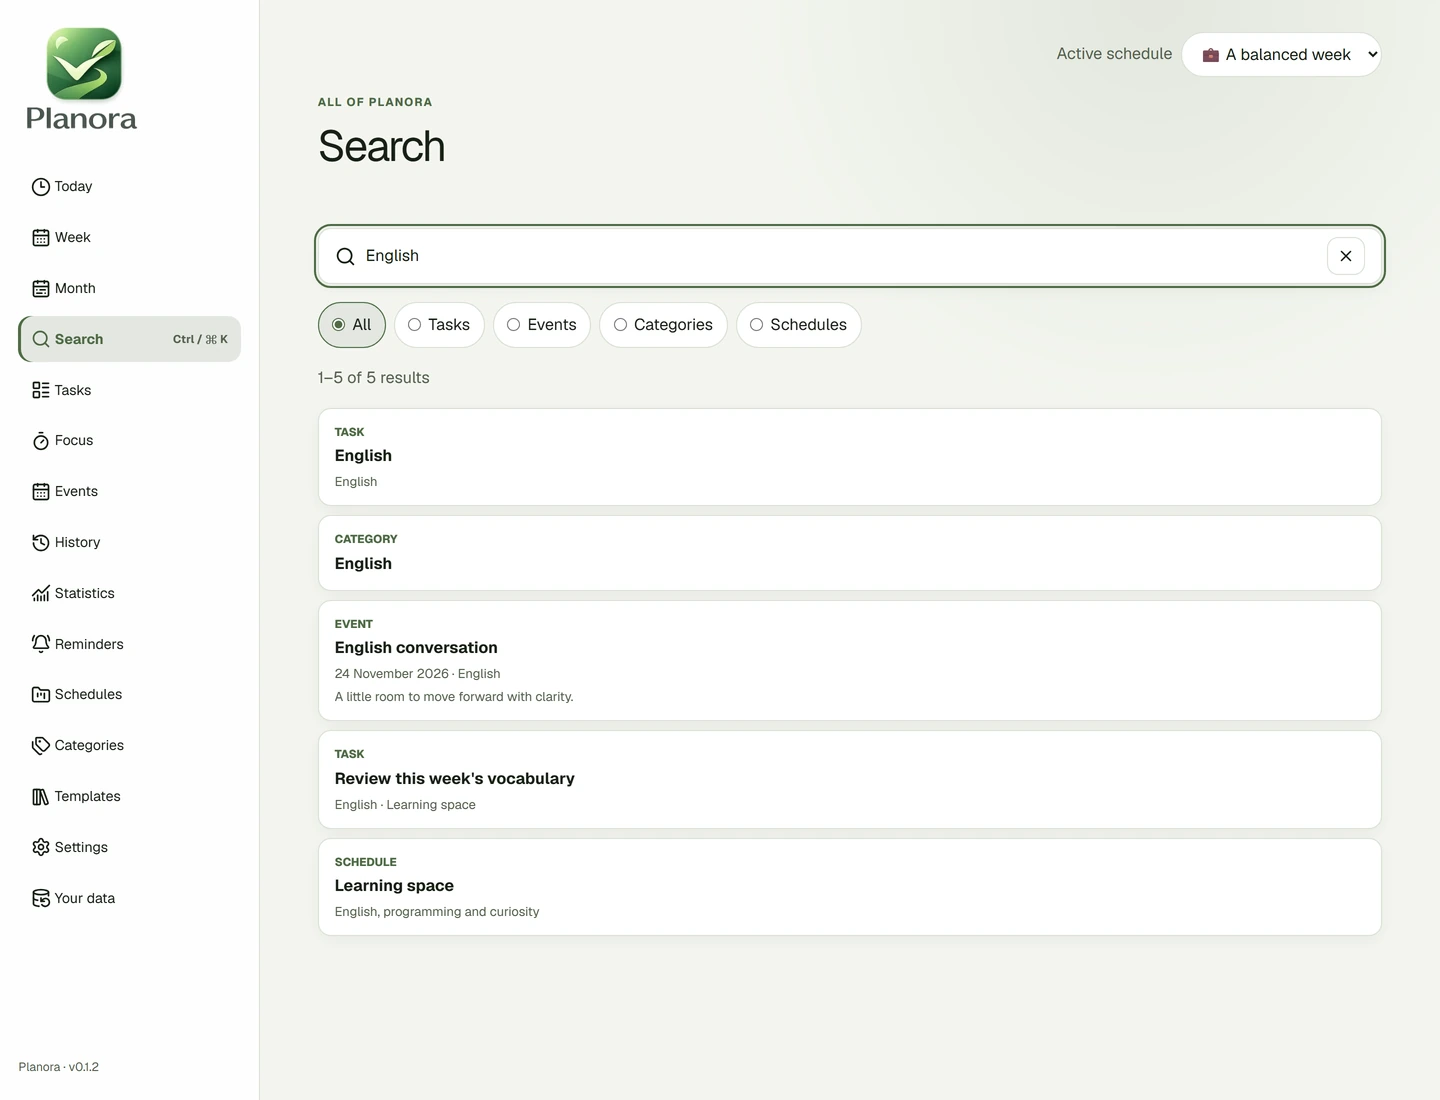 Planora
Today
Week
Month
Search Ctrl / ⌘ K
Tasks
Focus
Events
History
Statistics
Reminders
Schedules
Categories
Templates
Settings
Your data
Planora · v0.1.2
Active schedule A balanced week
ALL OF PLANORA
Search
English
All Tasks Events Categories Schedules
1–5 of 5 results
TASK
English
English
CATEGORY
English
EVENT
English conversation
24 November 2026 · English
A little room to move forward with clarity.
TASK
Review this week's vocabulary
English · Learning space
SCHEDULE
Learning space
English, programming and curiosity